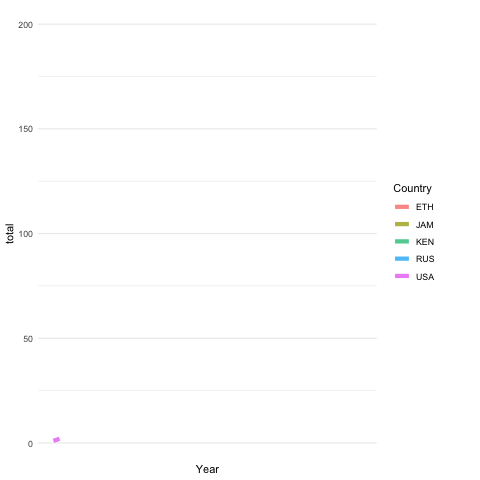 200
150
100
50
0
total
Year
Country
ETH
JAM
KEN
RUS
USA